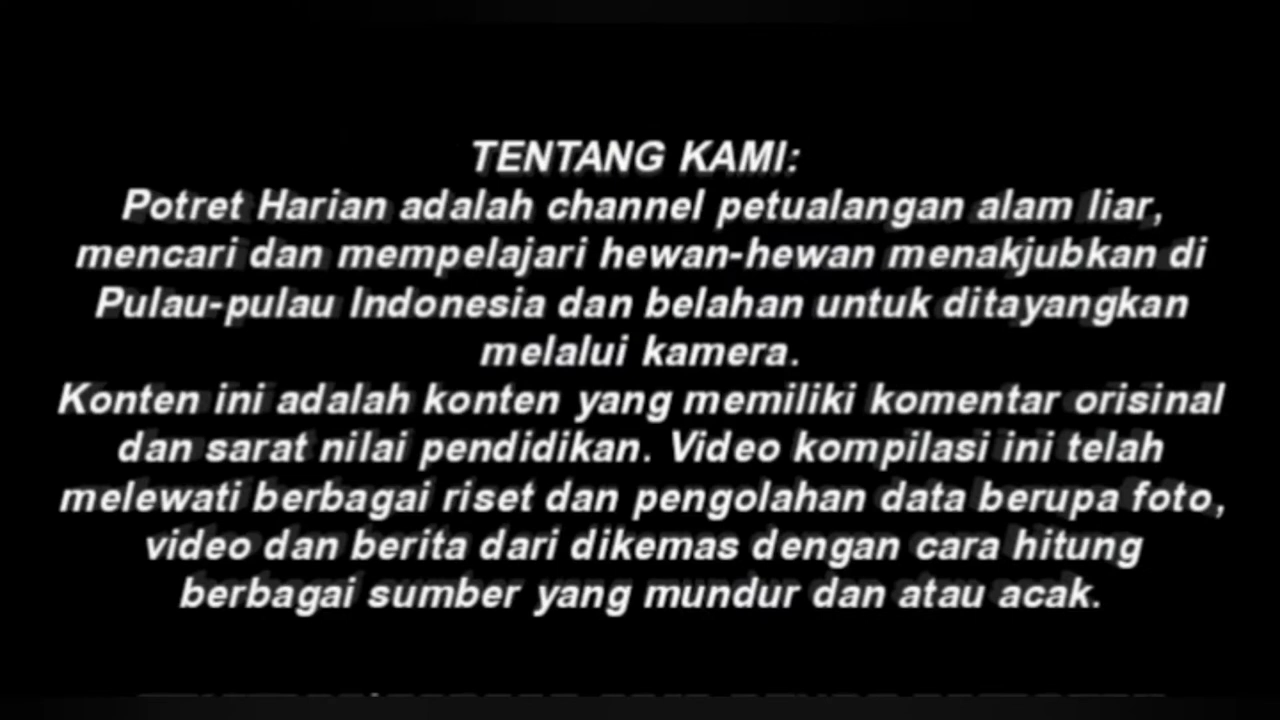 TENTANG KAMI:
Potret Harian adalah channel petualangan alam liar,
mencari dan mempelajari hewan-hewan menakjubkan di
Pulau-pulau Indonesia dan belahan untuk ditayangkan
melalui kamera.
Konten ini adalah konten yang memiliki komentar orisinal
dan sarat nilai pendidikan. Video kompilasi ini telah
melewati berbagai riset dan pengolahan data berupa foto,
video dan berita dari dikemas dengan cara hitung
berbagai sumber yang mundur dan atau acak.